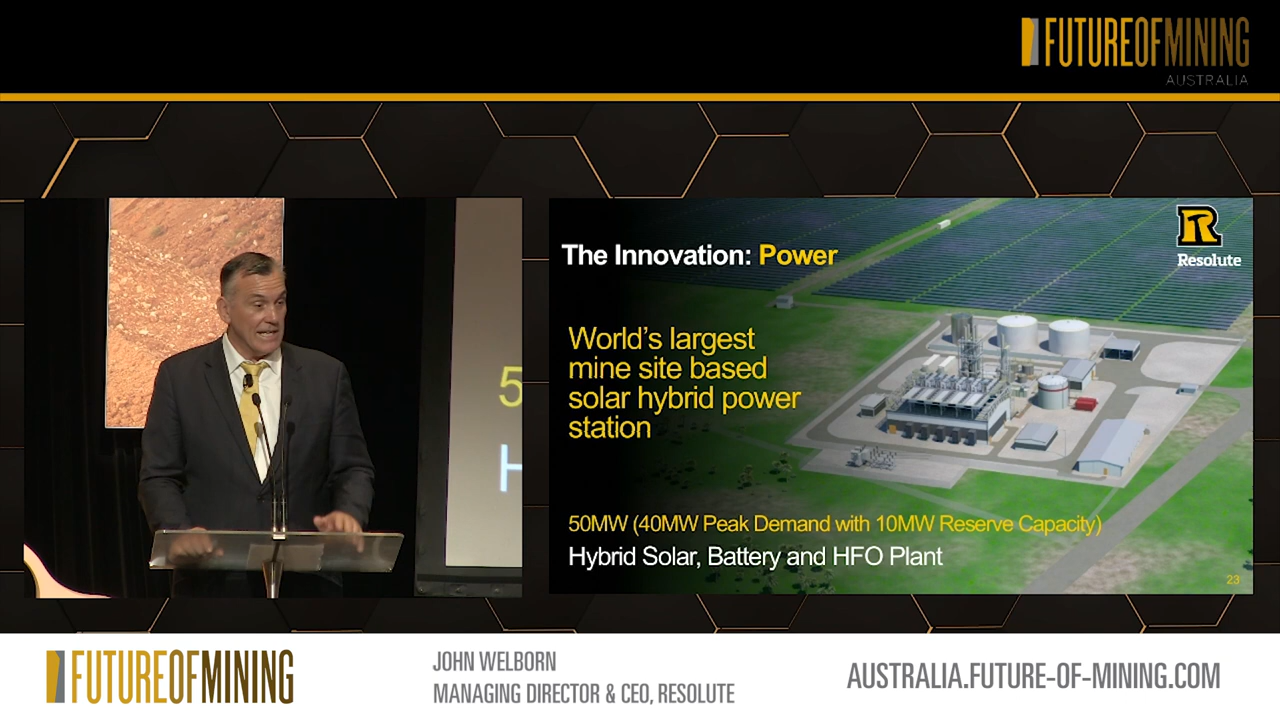 FUTUREOFMINING
AUSTRALIA
R
Resolute
The Innovation: Power
World's largest
mine site based
solar hybrid power
station
5
H
50MW (40MW Peak Demand with 10MW Reserve Capacity)
Hybrid Solar, Battery and HFO Plant
23
FUTUREOFMINING
JOHN WELBORN
MANAGING DIRECTOR & CEO, RESOLUTE
AUSTRALIA.FUTURE-OF-MINING.COM